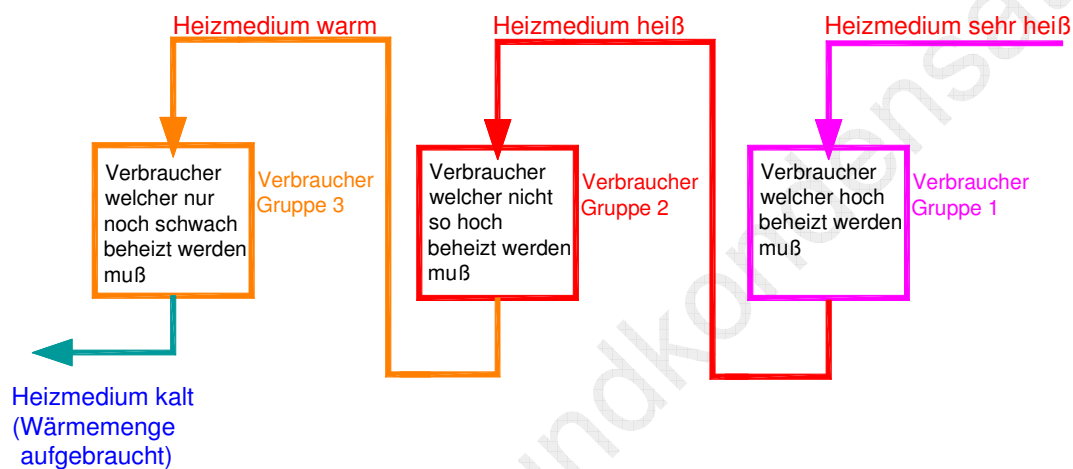 Heizmedium warm
Heizmedium heiß
Heizmedium sehr heiß
Verbraucher
welcher nur
noch schwach
beheizt werden
muß
Verbraucher
Gruppe 3
Verbraucher
welcher nicht
so hoch
beheizt werden
muß
Verbraucher
Gruppe 2
Verbraucher
welcher hoch
beheizt werden
muß
Verbraucher
Gruppe 1
Heizmedium kalt
(Wärmemenge
aufgebraucht)